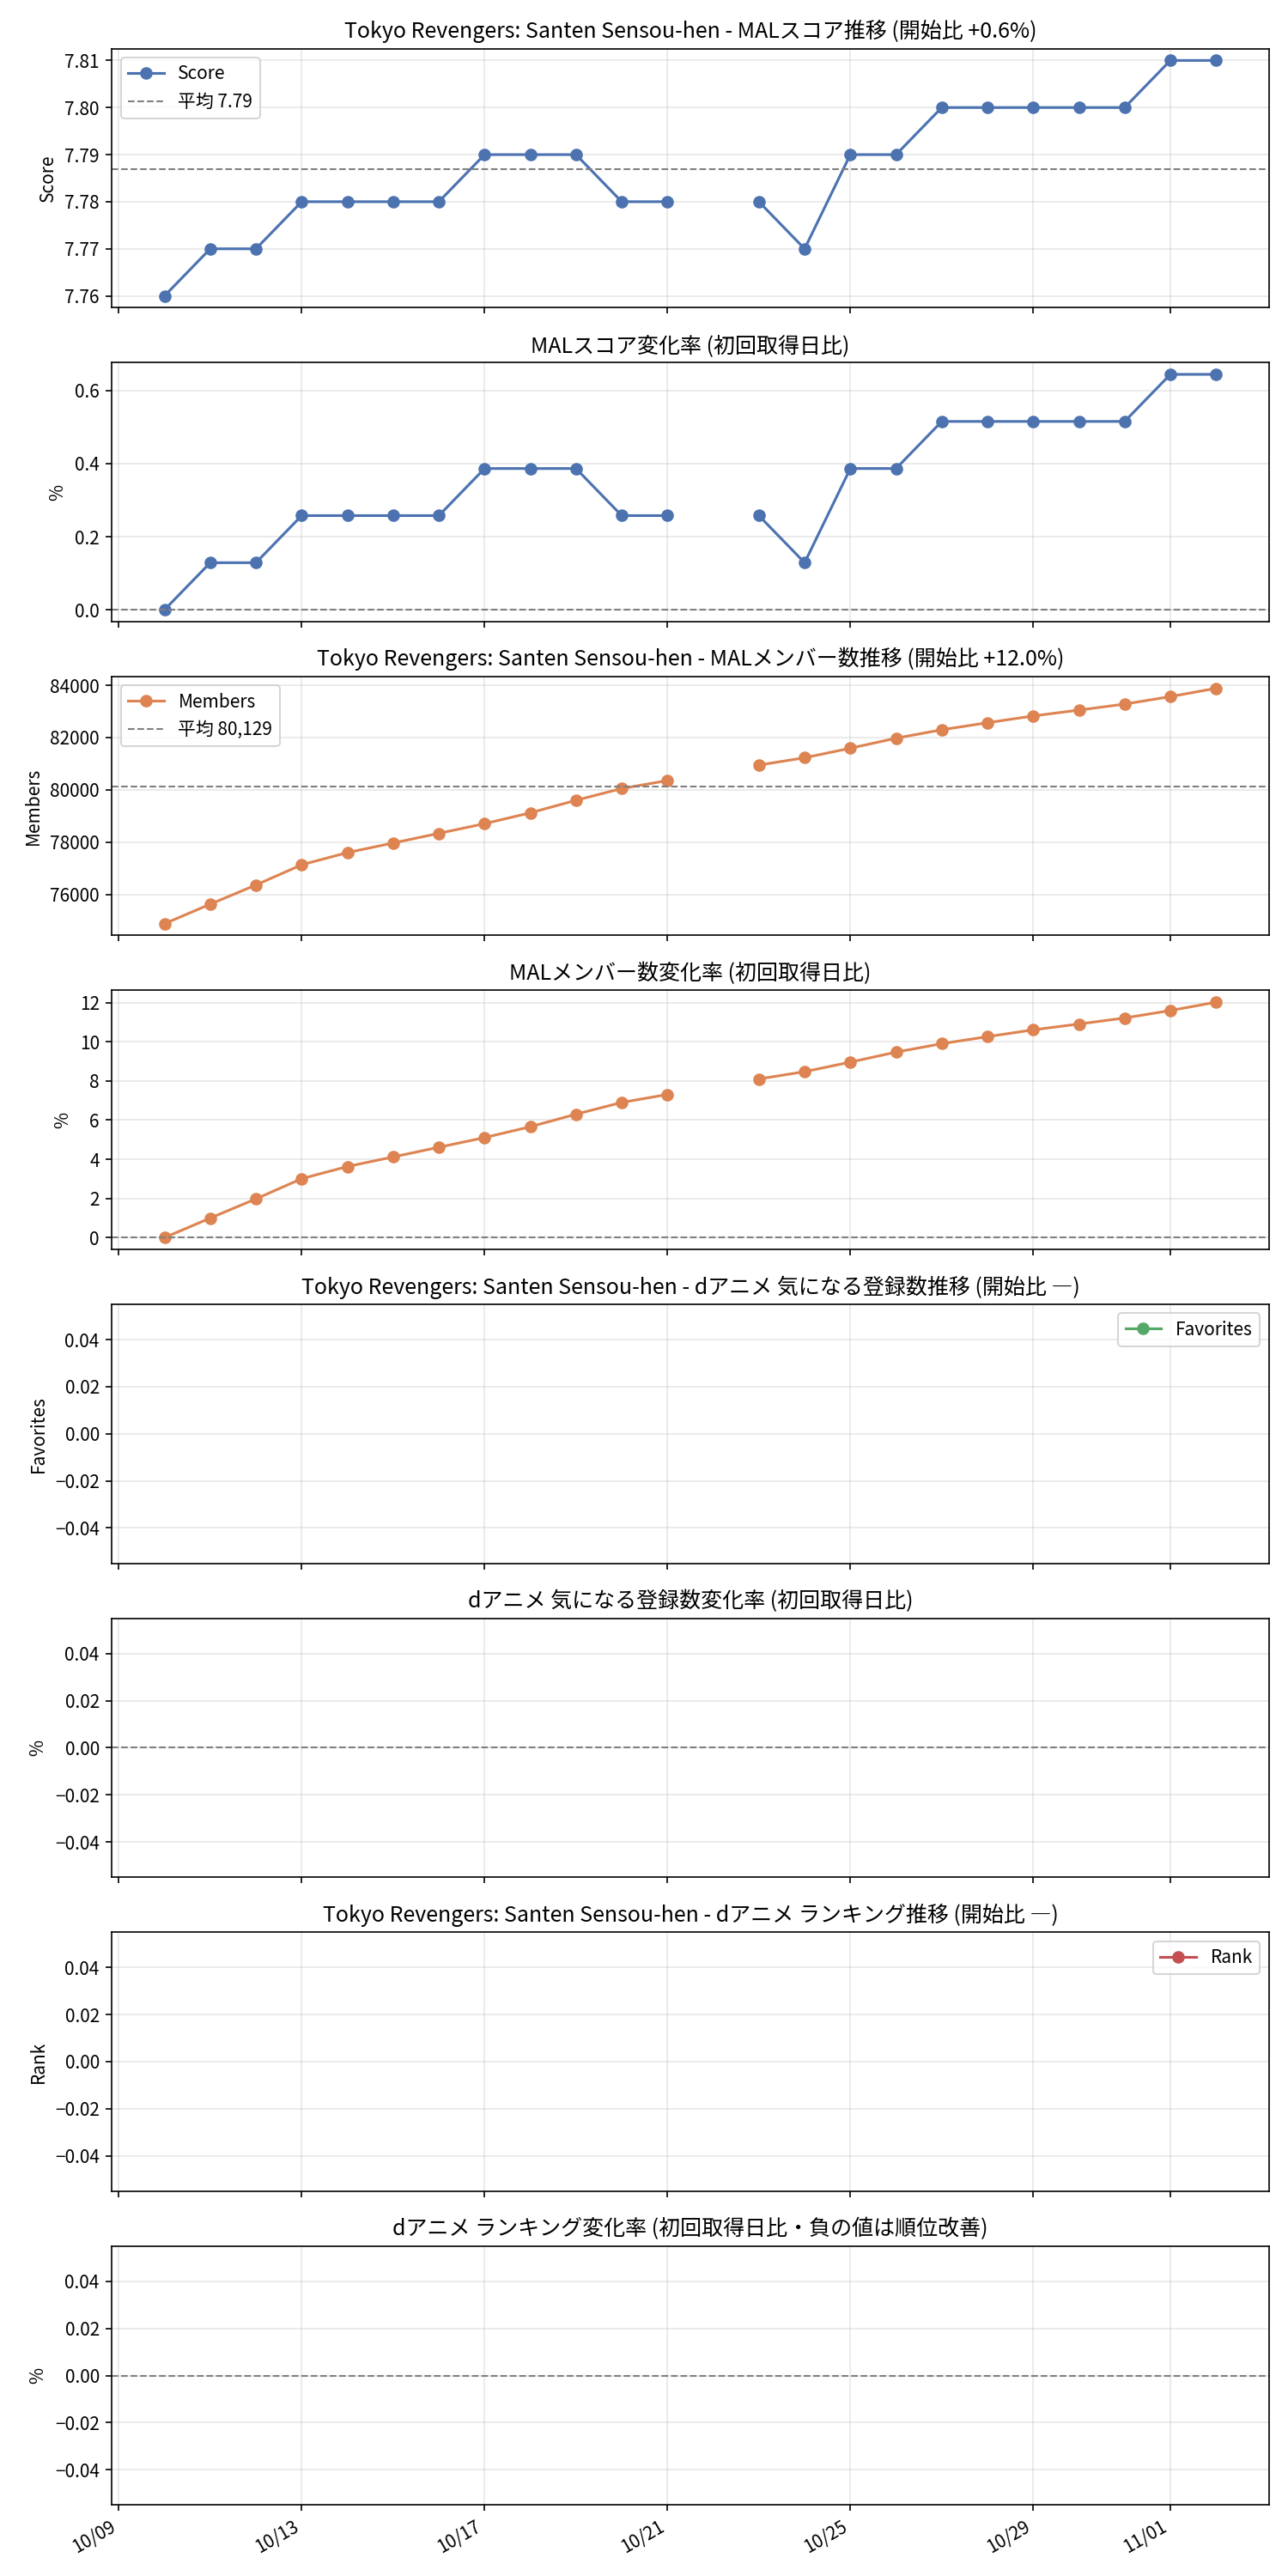 Tokyo Revengers: Santen Sensou-hen - MALスコア推移 (開始比 +0.6%)
Score
平均 7.79
Score
7.81
7.80
7.79
7.78
7.77
7.76
MALスコア変化率 (初回取得日比)
%
0.6
0.4
0.2
0.0
Tokyo Revengers: Santen Sensou-hen - MALメンバー数推移 (開始比 +12.0%)
Members
平均 80,129
Members
84000
82000
80000
78000
76000
MALメンバー数変化率 (初回取得日比)
%
12
10
8
6
4
2
0
Tokyo Revengers: Santen Sensou-hen - dアニメ 気になる登録数推移 (開始比 —)
Favorites
Favorites
0.04
0.02
0.00
−0.02
−0.04
dアニメ 気になる登録数変化率 (初回取得日比)
%
0.04
0.02
0.00
−0.02
−0.04
Tokyo Revengers: Santen Sensou-hen - dアニメ ランキング推移 (開始比 —)
Rank
Rank
0.04
0.02
0.00
−0.02
−0.04
dアニメ ランキング変化率 (初回取得日比・負の値は順位改善)
%
0.04
0.02
0.00
−0.02
−0.04
10/09
10/13
10/17
10/21
10/25
10/29
11/01